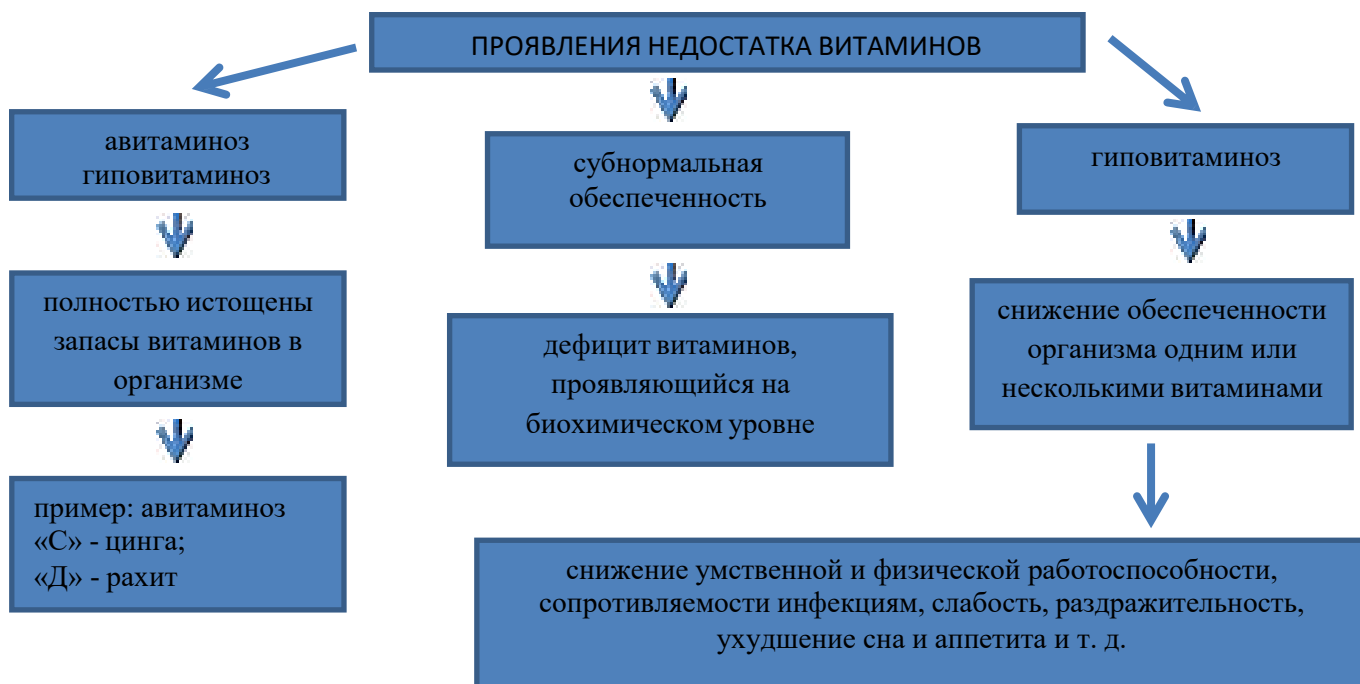 ПРОЯВЛЕНИЯ НЕДОСТАТКА ВИТАМИНОВ
авитаминоз
гиповитаминоз
субнормальная
обеспеченность
гиповитаминоз
полностью истощены
запасы витаминов в
организме
дефицит витаминов,
проявляющийся на
биохимическом уровне
снижение обеспеченности
организма одним или
несколькими витаминами
пример: авитаминоз
«С» - цинга;
«Д» - рахит
снижение умственной и физической работоспособности,
сопротивляемости инфекциям, слабость, раздражительность,
ухудшение сна и аппетита и т. д.